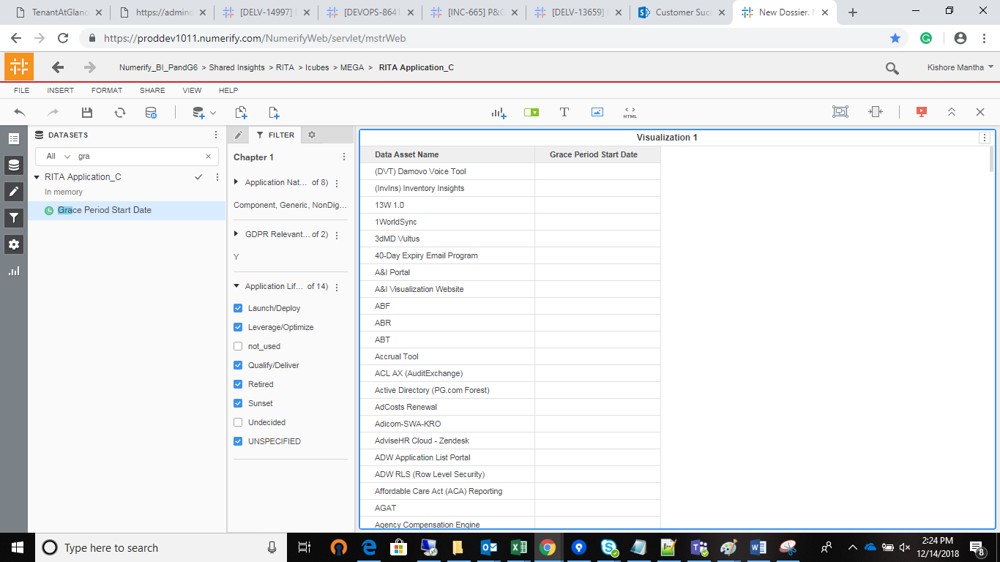 TenantAtGlanc
https://adminc
[DELV-14997]
[DEVOPS-8641
[INC-665] P&G
[DELV-13659]
Customer Succ
New Dossier.
https://proddev1011.numerify.com/NumerifyWeb/servlet/mstrWeb
Numerify_BI_PandG6 > Shared Insights > RITA > Icubes > MEGA > RITA Application_C
Kishore Mantha
FILE INSERT FORMAT SHARE VIEW HELP
HTML
DATASETS
All gra
RITA Application_C
In memory
Grace Period Start Date
FILTER
Chapter 1
Application Nat... of 8)
Component, Generic, NonDig...
GDPR Relevant... of 2)
Y
Application Lif... of 14)
Launch/Deploy
Leverage/Optimize
not_used
Qualify/Deliver
Retired
Sunset
Undecided
UNSPECIFIED
Visualization 1
Data Asset Name Grace Period Start Date
(DVT) Damovo Voice Tool
(InvIns) Inventory Insights
13W 1.0
1WorldSync
3dMD Vultus
40-Day Expiry Email Program
A&I Portal
A&I Visualization Website
ABF
ABR
ABT
Accrual Tool
ACL AX (AuditExchange)
Active Directory (PG.com Forest)
AdCosts Renewal
Adicom-SWA-KRO
AdviseHR Cloud - Zendesk
ADW Application List Portal
ADW RLS (Row Level Security)
Affordable Care Act (ACA) Reporting
AGAT
Agency Compensation Engine
Type here to search
2:24 PM
12/14/2018
8